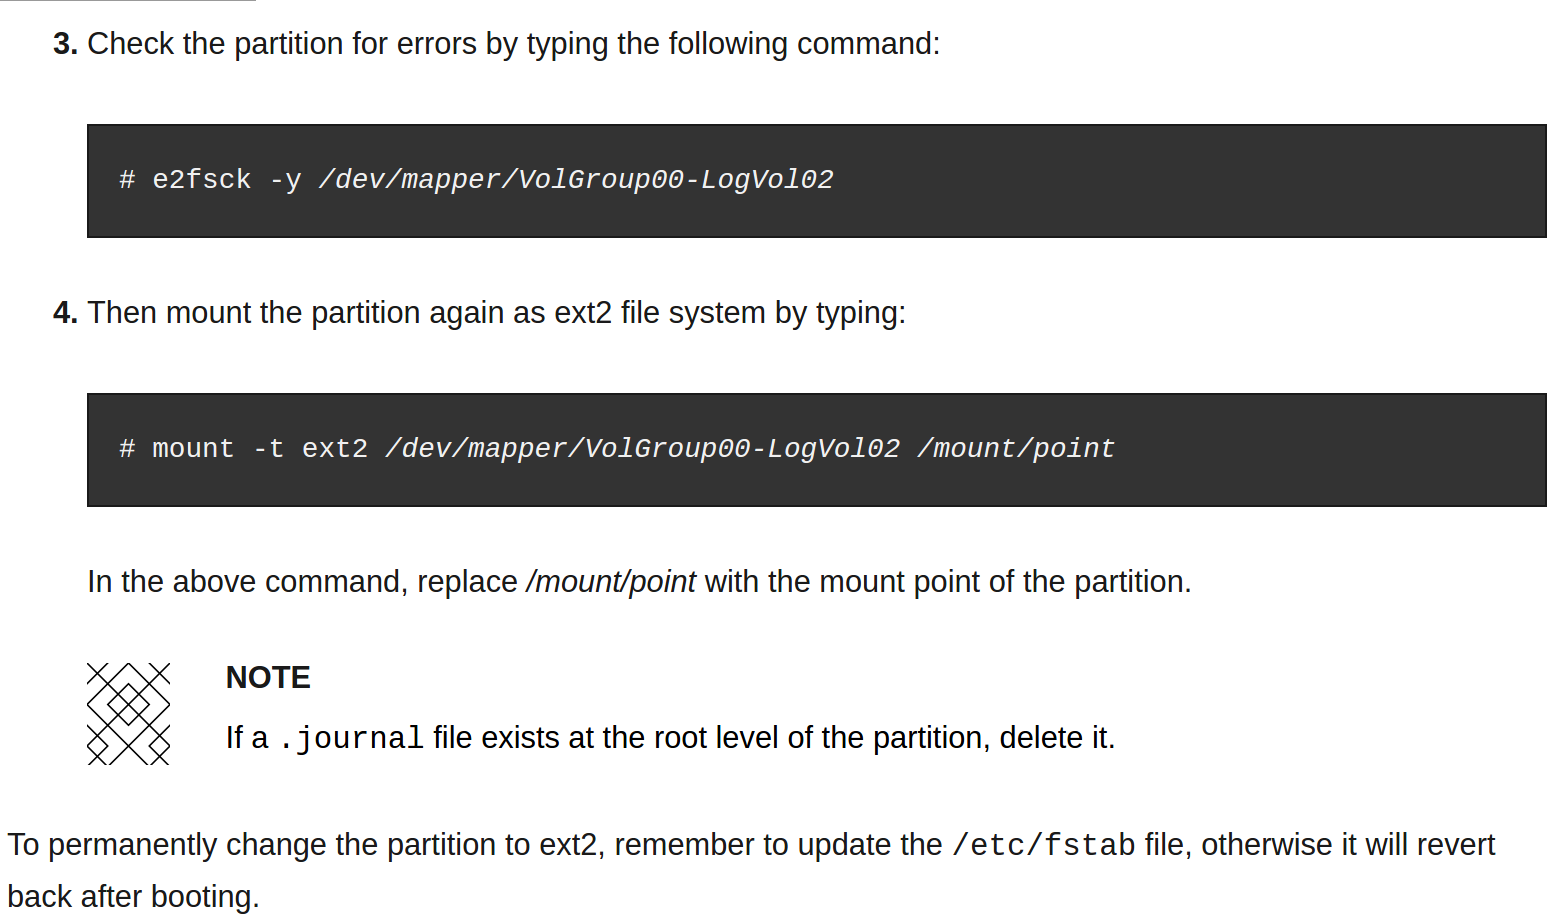 3. Check the partition for errors by typing the following command:
# e2fsck -y /dev/mapper/VolGroup00-LogVol02
4. Then mount the partition again as ext2 file system by typing:
# mount -t ext2 /dev/mapper/VolGroup00-LogVol02 /mount/point
In the above command, replace /mount/point with the mount point of the partition.
NOTE
If a .journal file exists at the root level of the partition, delete it.
To permanently change the partition to ext2, remember to update the /etc/fstab file, otherwise it will revert
back after booting.